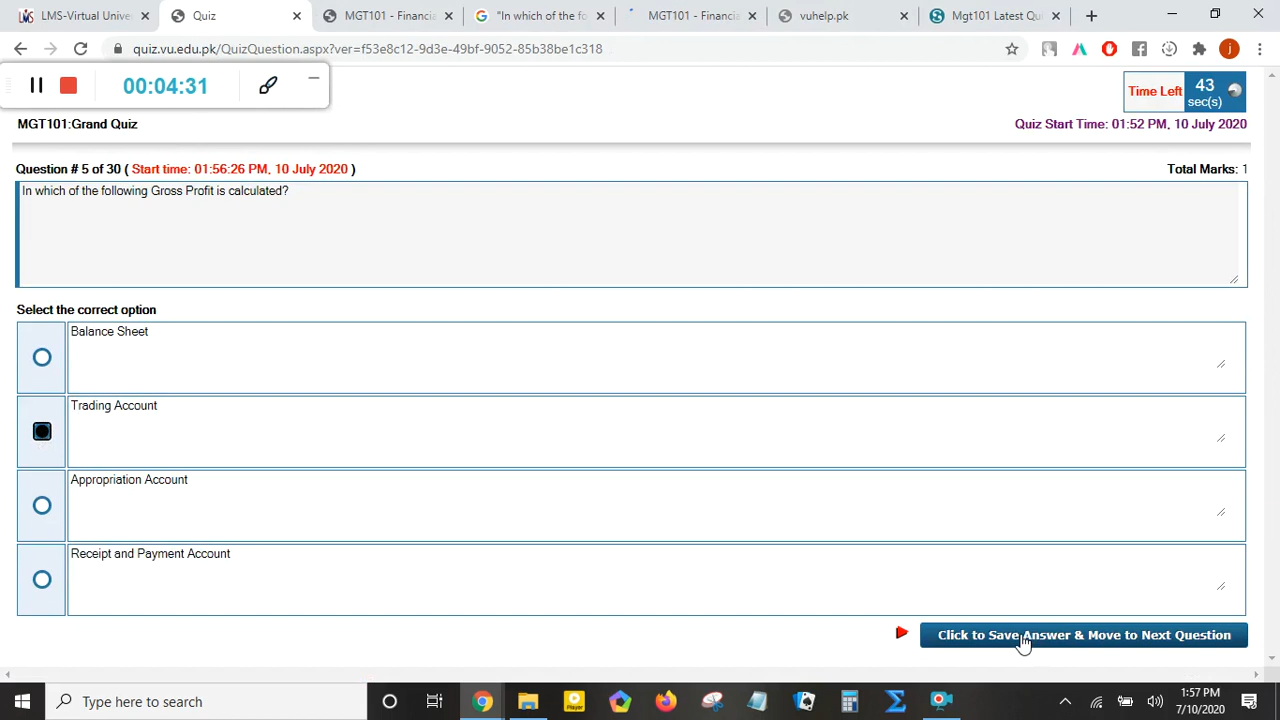 LMS-Virtual Unive
Quiz
MGT101 - Financia
"In which of the fo
MGT101 - Financia
vuhelp.pk
Mgt101 Latest Qui
quiz.vu.edu.pk/QuizQuestion.aspx?ver=f53e8c12-9d3e-49bf-9052-85b38be1c318
00:04:31
Time Left
43
sec(s)
MGT101:Grand Quiz
Quiz Start Time: 01:52 PM, 10 July 2020
Question # 5 of 30 ( Start time: 01:56:26 PM, 10 July 2020 )
Total Marks: 1
In which of the following Gross Profit is calculated?
Select the correct option
Balance Sheet
Trading Account
Appropriation Account
Receipt and Payment Account
Click to Save Answer & Move to Next Question
Type here to search
1:57 PM
7/10/2020